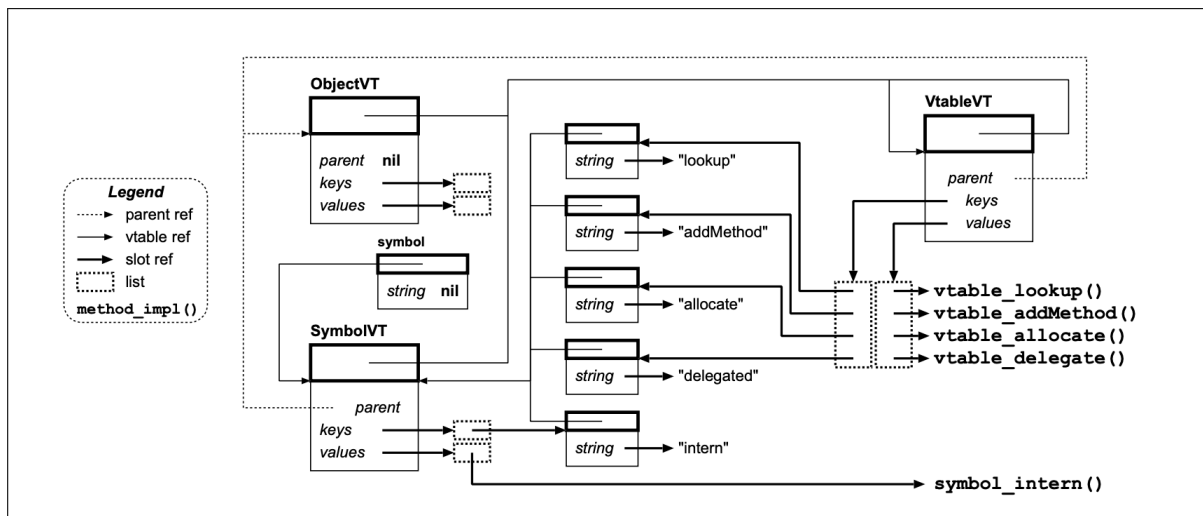 ObjectVT
parent nil
keys
values
Legend
parent ref
vtable ref
slot ref
list
method_impl()
symbol
string nil
SymbolVT
parent
keys
values
string "lookup"
string "addMethod"
string "allocate"
string "delegated"
string "intern"
VtableVT
parent
keys
values
vtable_lookup()
vtable_addMethod()
vtable_allocate()
vtable_delegate()
symbol_intern()